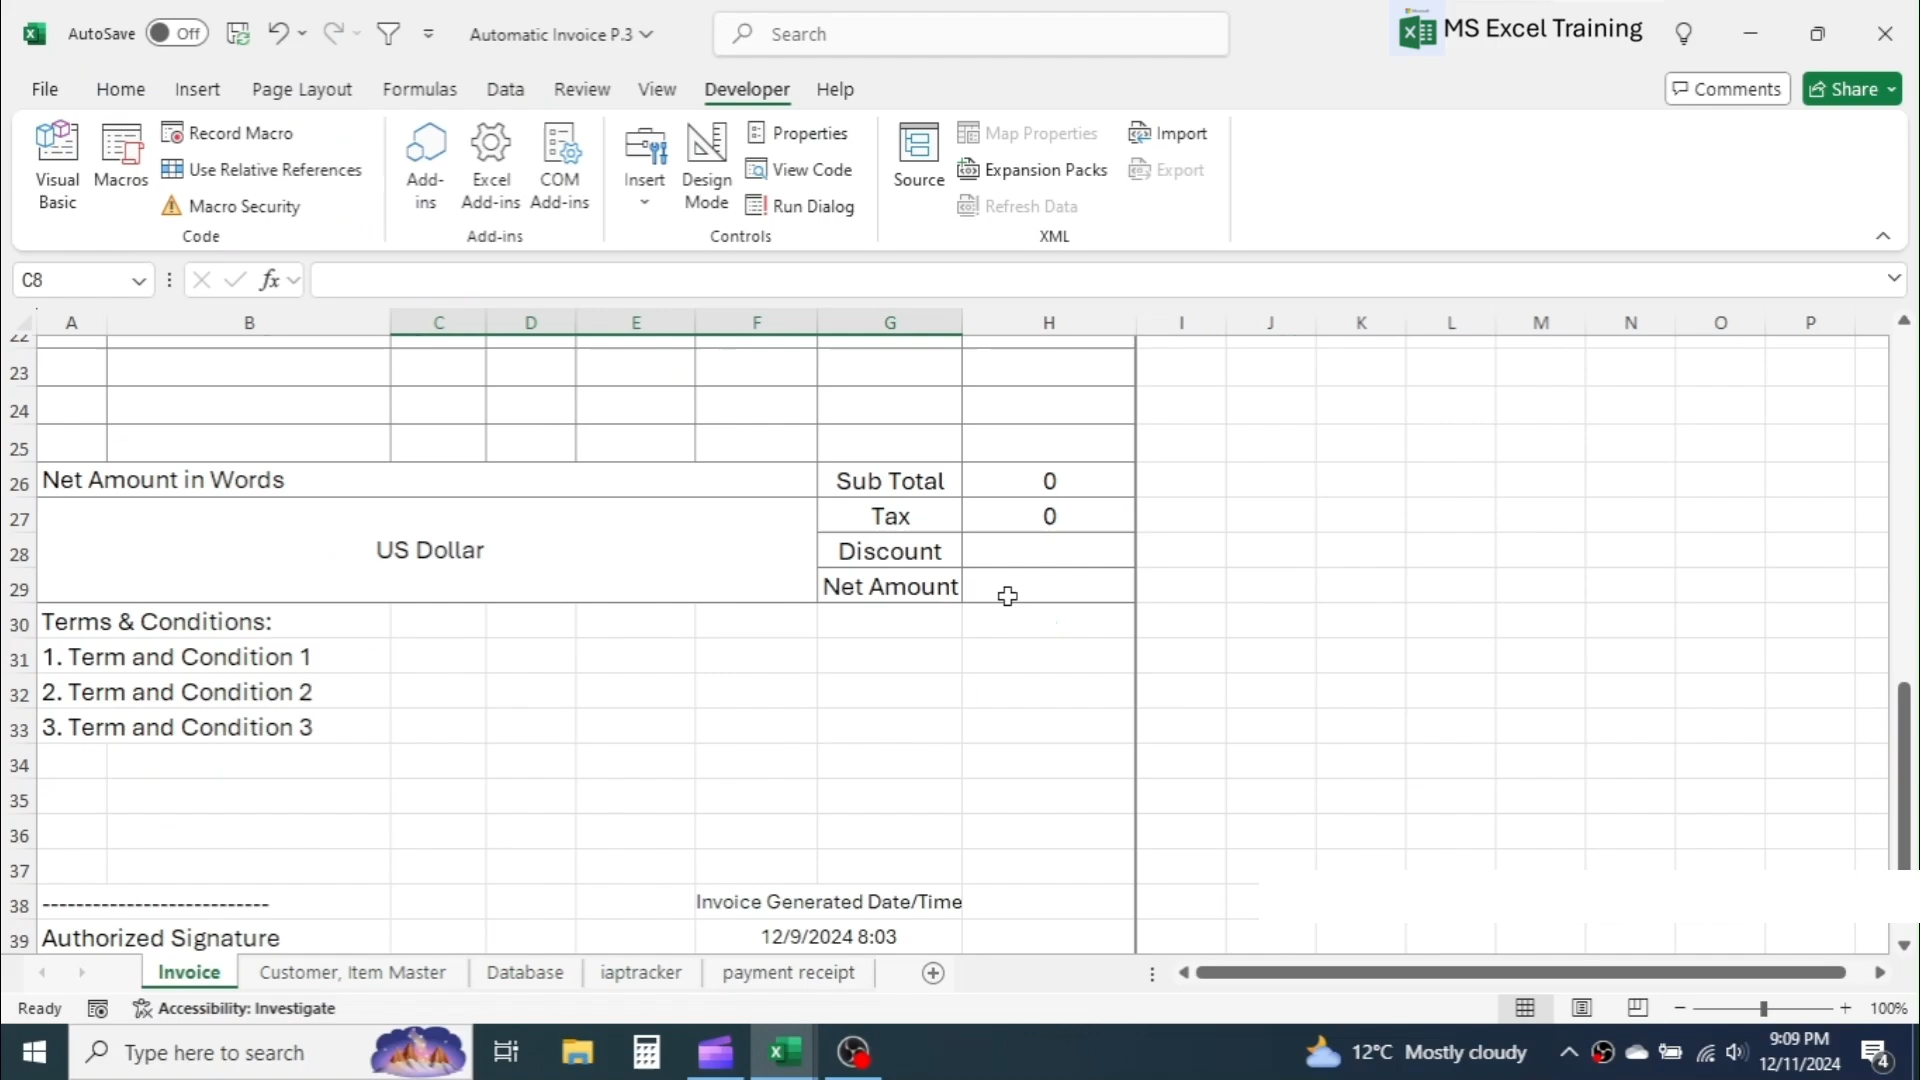 AutoSave Off Automatic Invoice P.3 Search MS Excel Training
File Home Insert Page Layout Formulas Data Review View Developer Help Comments Share
Visual Basic
Macros
Record Macro
Use Relative References
Macro Security
Code
Add-ins
Excel Add-ins
COM Add-ins
Add-ins
Insert
Design Mode
Properties
View Code
Run Dialog
Controls
Source
Map Properties
Expansion Packs
Refresh Data
Import
Export
XML
C8 fx
A B C D E F G H I J K L M N O P
22
23
24
25
26 Net Amount in Words Sub Total 0
27 Tax 0
28 US Dollar Discount
29 Net Amount
30 Terms & Conditions:
31 1. Term and Condition 1
32 2. Term and Condition 2
33 3. Term and Condition 3
34
35
36
37
38 --------------------------- Invoice Generated Date/Time
39 Authorized Signature 12/9/2024 8:03
Invoice Customer, Item Master Database iaptracker payment receipt
Ready Accessibility: Investigate 100%
Type here to search 12°C Mostly cloudy 9:09 PM
12/11/2024 4